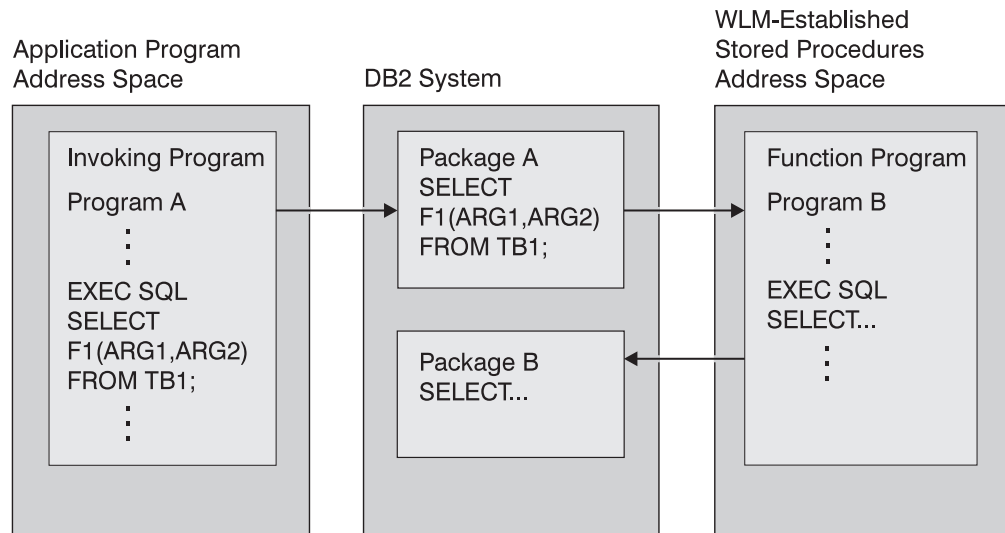 Application Program
Address Space
Invoking Program
Program A
EXEC SQL
SELECT
F1(ARG1,ARG2)
FROM TB1;
DB2 System
Package A
SELECT
F1(ARG1,ARG2)
FROM TB1;
Package B
SELECT...
WLM-Established
Stored Procedures
Address Space
Function Program
Program B
EXEC SQL
SELECT...